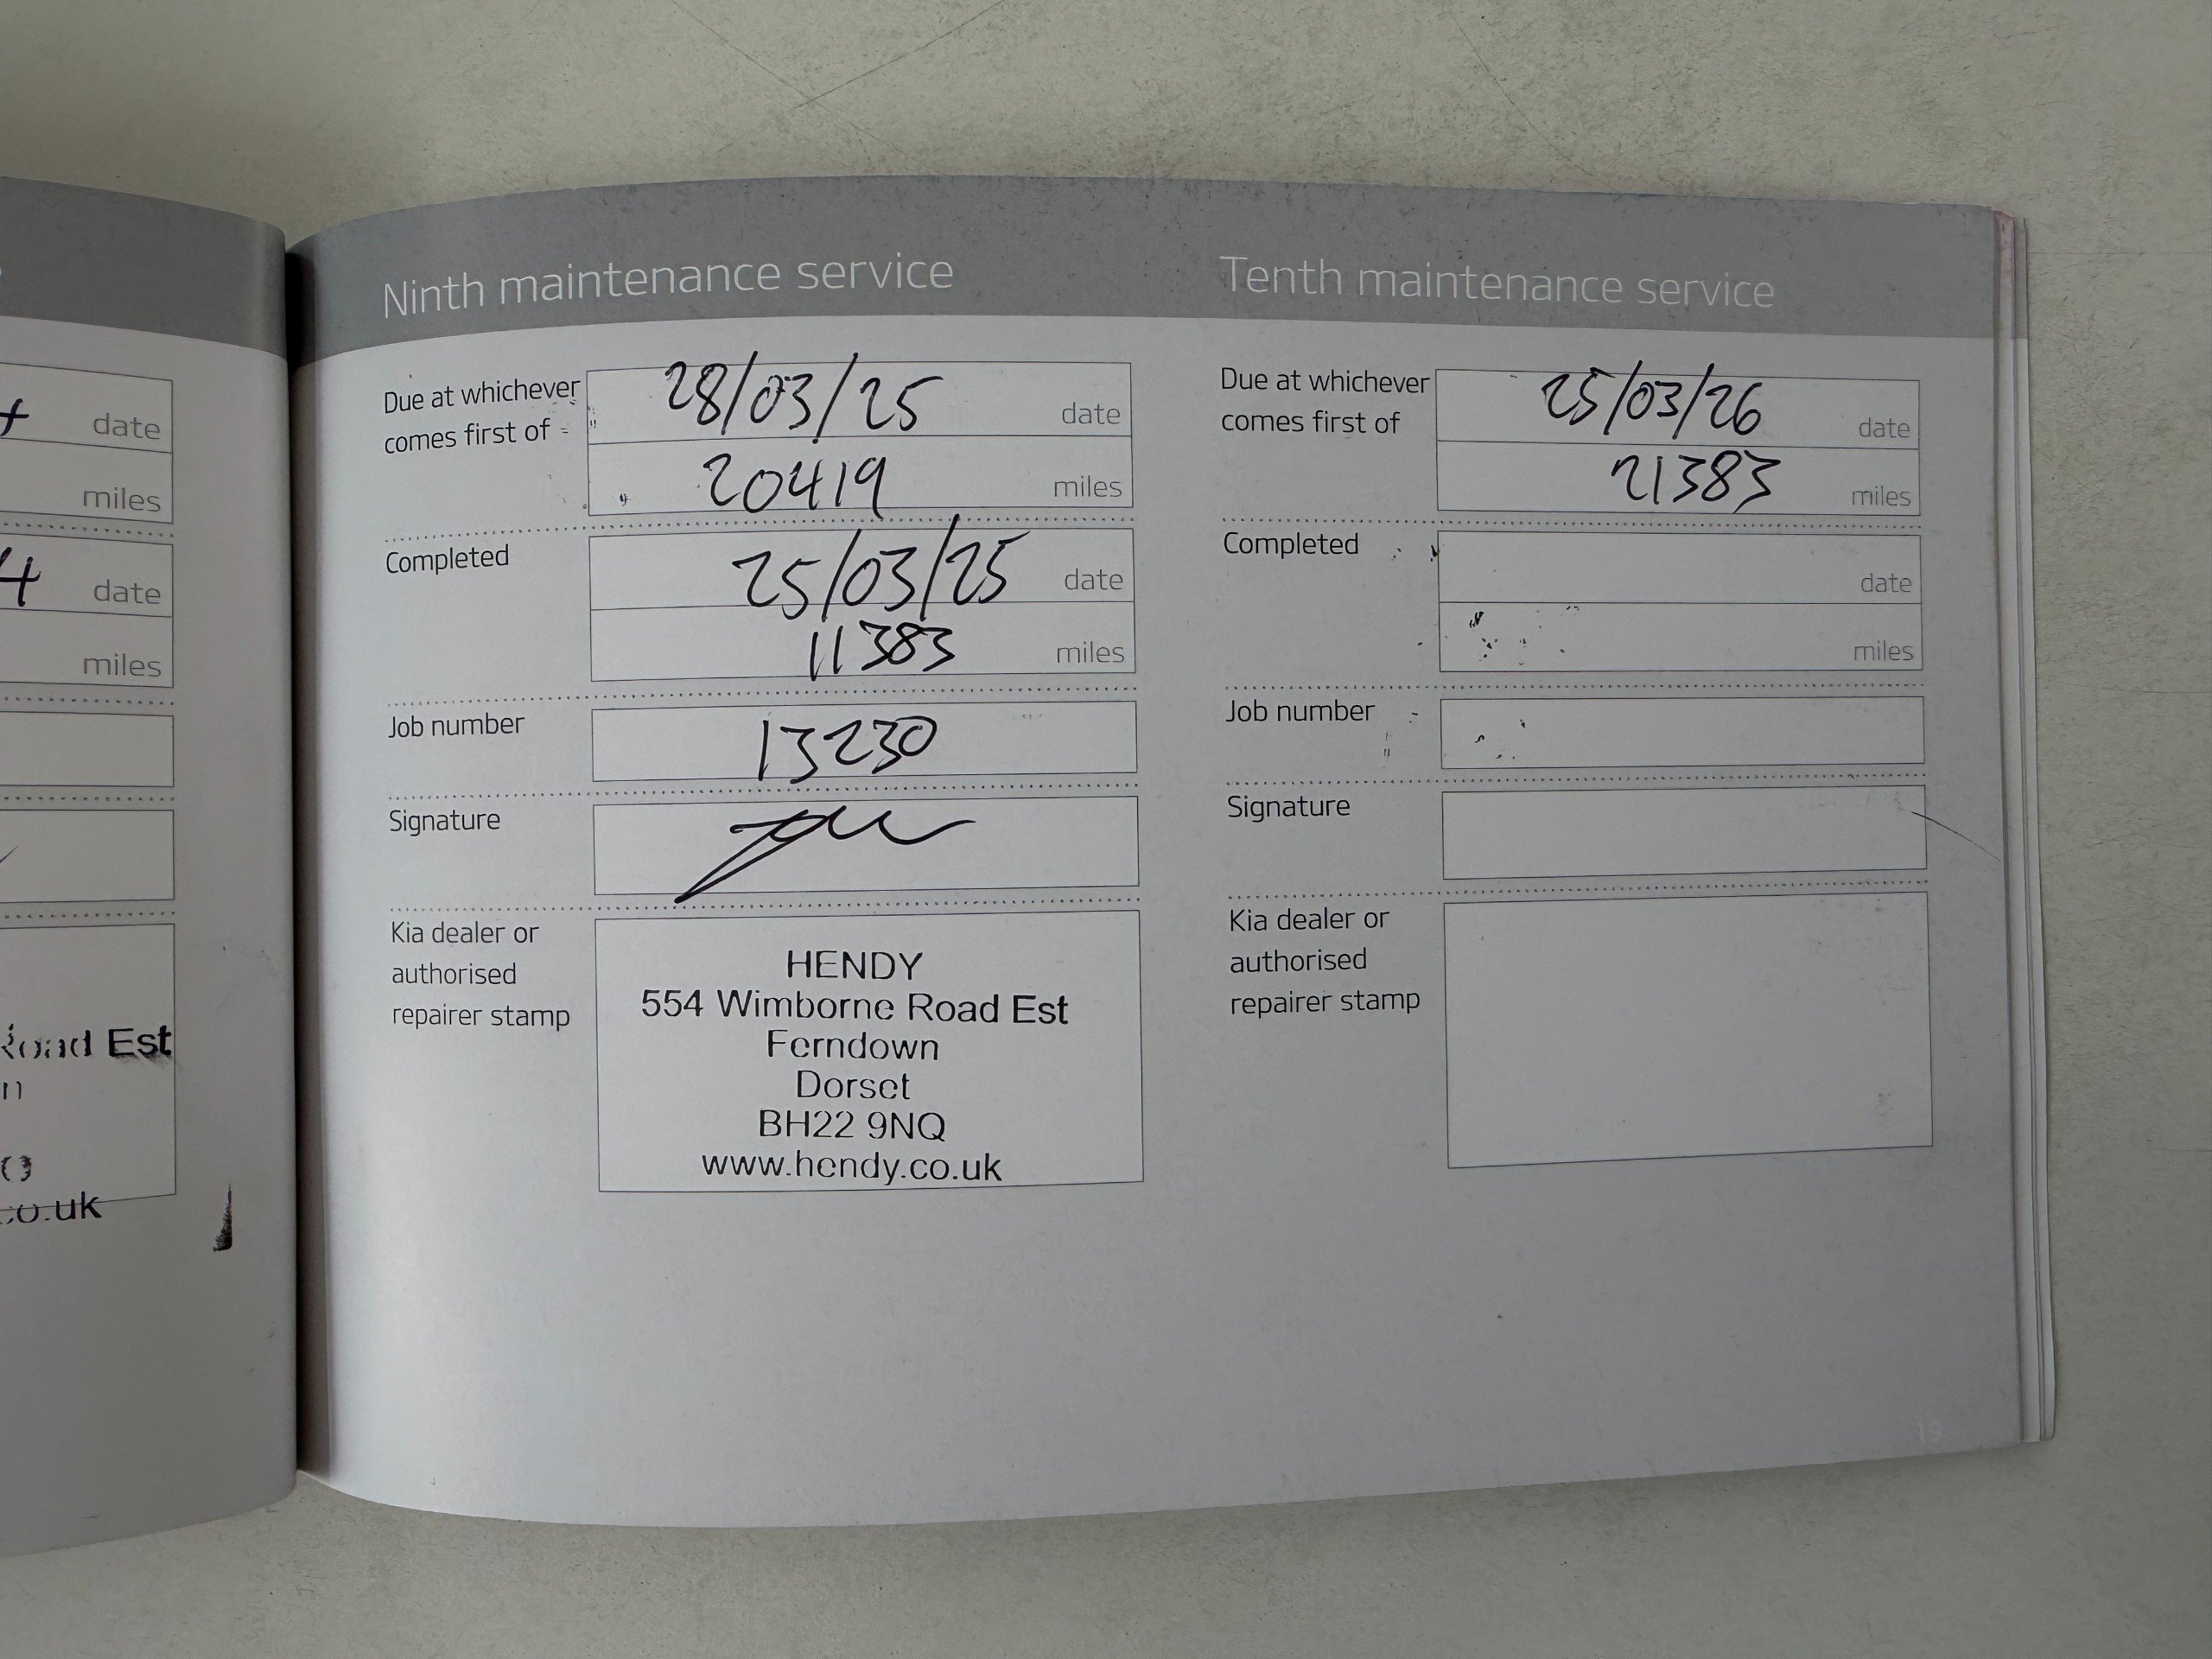 4 date
miles
4 date
miles
Road Est
co.uk
Ninth maintenance service
Due at whichever comes first of
28/03/25 date
20419 miles
Completed
25/03/25 date
11383 miles
Job number
13230
Signature
Kia dealer or
authorised
repairer stamp
HENDY
554 Wimborne Road Est
Ferndown
Dorset
BH22 9NQ
www.hendy.co.uk
Tenth maintenance service
Due at whichever
comes first of
25/03/26 date
21383 miles
Completed
date
miles
Job number
Signature
Kia dealer or
authorised
repairer stamp
19